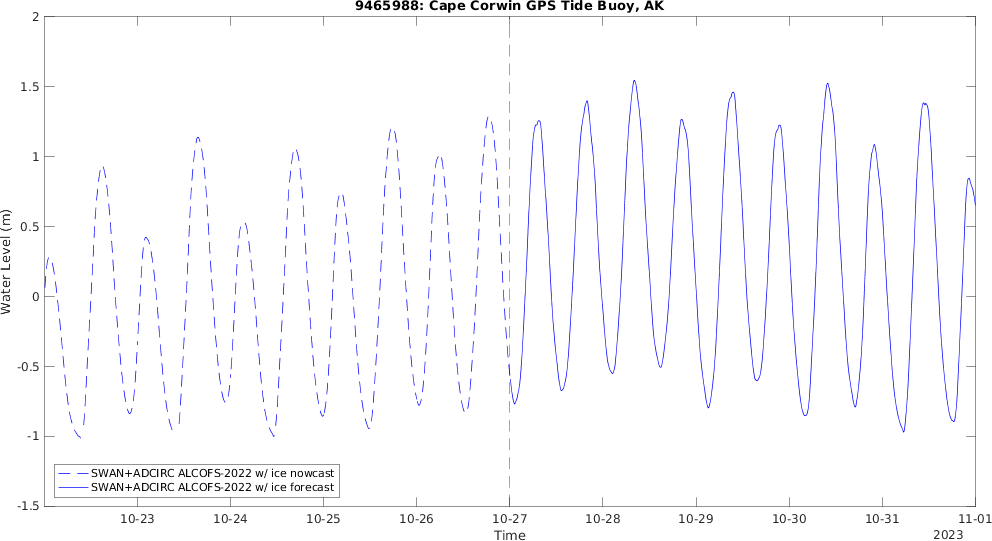 9465988: Cape Corwin GPS Tide Buoy, AK
2
1.5
1
0.5
0
-0.5
-1
-1.5
Water Level (m)
SWAN+ADCIRC ALCOFS-2022 w/ ice nowcast
SWAN+ADCIRC ALCOFS-2022 w/ ice forecast
10-23 10-24 10-25 10-26 10-27 10-28 10-29 10-30 10-31 11-01
Time
2023